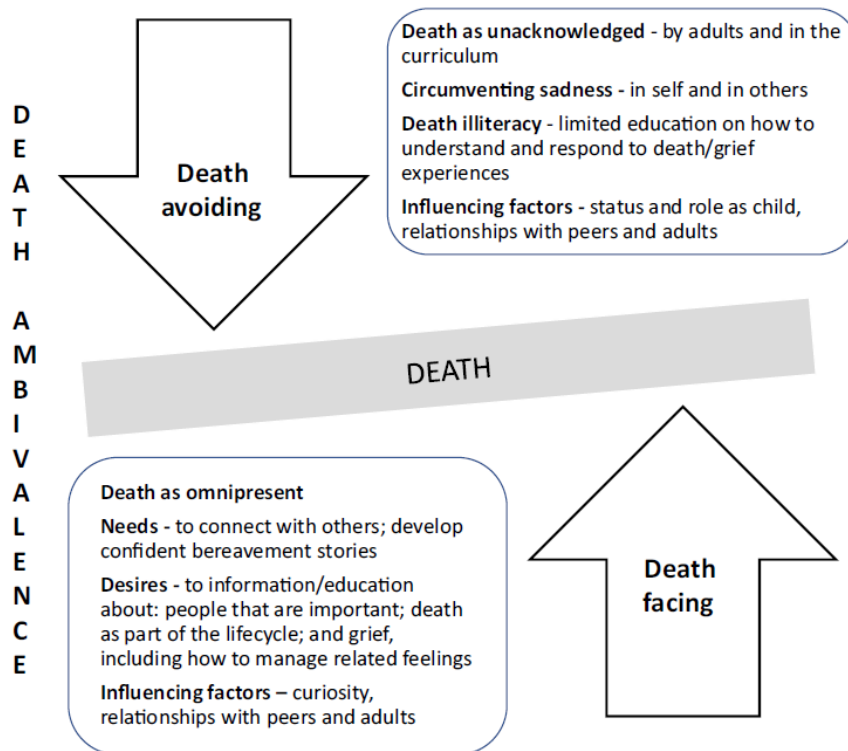 DEATH AMBIVALENCE
Death
avoiding
Death as unacknowledged - by adults and in the
curriculum
Circumventing sadness - in self and in others
Death illiteracy - limited education on how to
understand and respond to death/grief
experiences
Influencing factors - status and role as child,
relationships with peers and adults
DEATH
Death as omnipresent
Needs - to connect with others; develop
confident bereavement stories
Desires - to information/education
about: people that are important; death
as part of the lifecycle; and grief,
including how to manage related feelings
Influencing factors – curiosity,
relationships with peers and adults
Death
facing